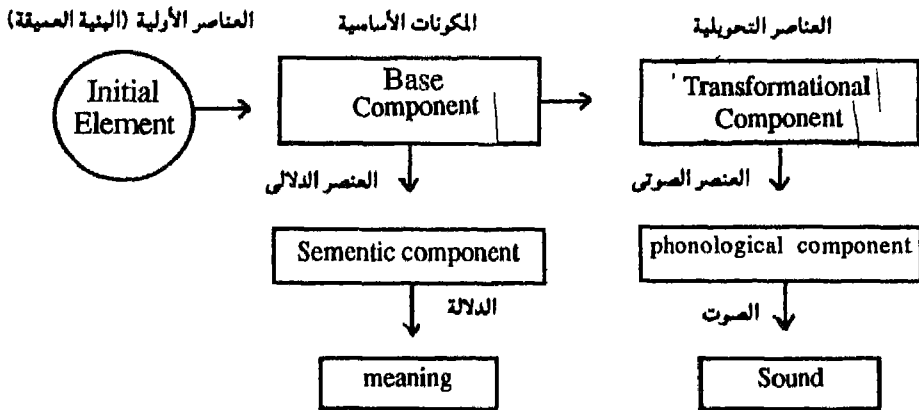 العناصر الأولية (البنية العميقة)
المكونات الأساسية
العناصر التحويلية
Initial
Element
Base
Component
Transformational
Component
العنصر الدلالى
العنصر الصوتى
Sementic component
phonological component
الدلالة
الصوت
meaning
Sound